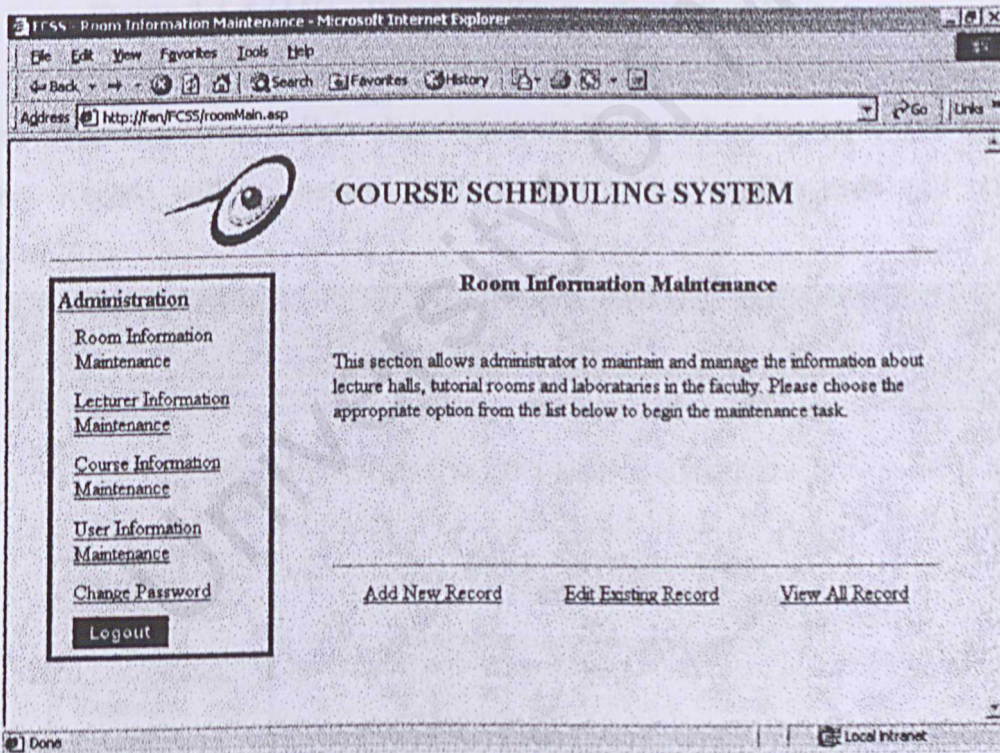 FCSS - Room Information Maintenance - Microsoft Internet Explorer
File Edit View Favorites Tools Help
Back Search Favorites History
Address http://fen/FCSS/roomMain.asp Go Links
COURSE SCHEDULING SYSTEM
Room Information Maintenance
Administration
Room Information
Maintenance
Lecturer Information
Maintenance
Course Information
Maintenance
User Information
Maintenance
Change Password
Logout
This section allows administrator to maintain and manage the information about
lecture halls, tutorial rooms and laborataries in the faculty. Please choose the
appropriate option from the list below to begin the maintenance task.
Add New Record Edit Existing Record View All Record
Done Local intranet
University of